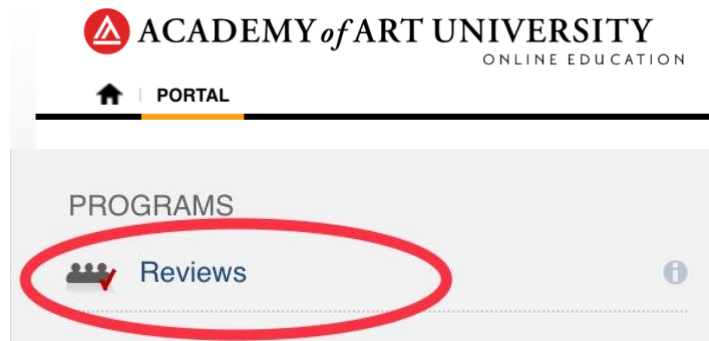 ACADEMY of ART UNIVERSITY
ONLINE EDUCATION
PORTAL
PROGRAMS
Reviews